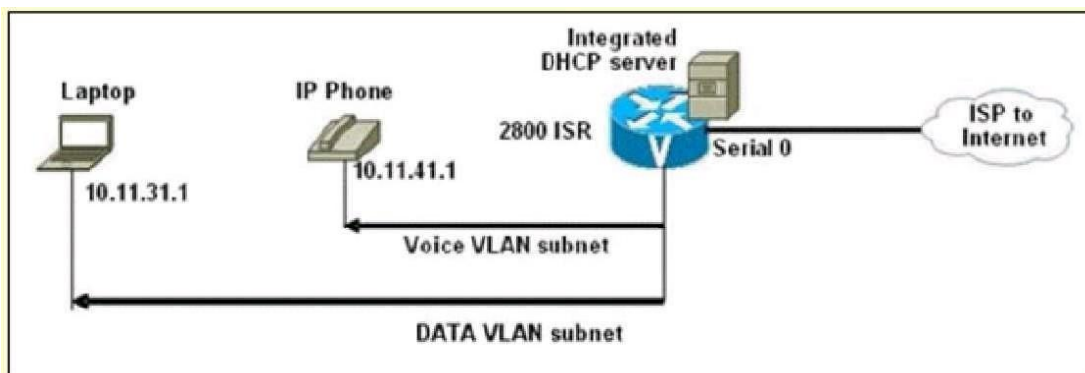 Laptop
10.11.31.1
IP Phone
10.11.41.1
Integrated
DHCP server
2800 ISR
V
Serial 0
ISP to
Internet
Voice VLAN subnet
DATA VLAN subnet